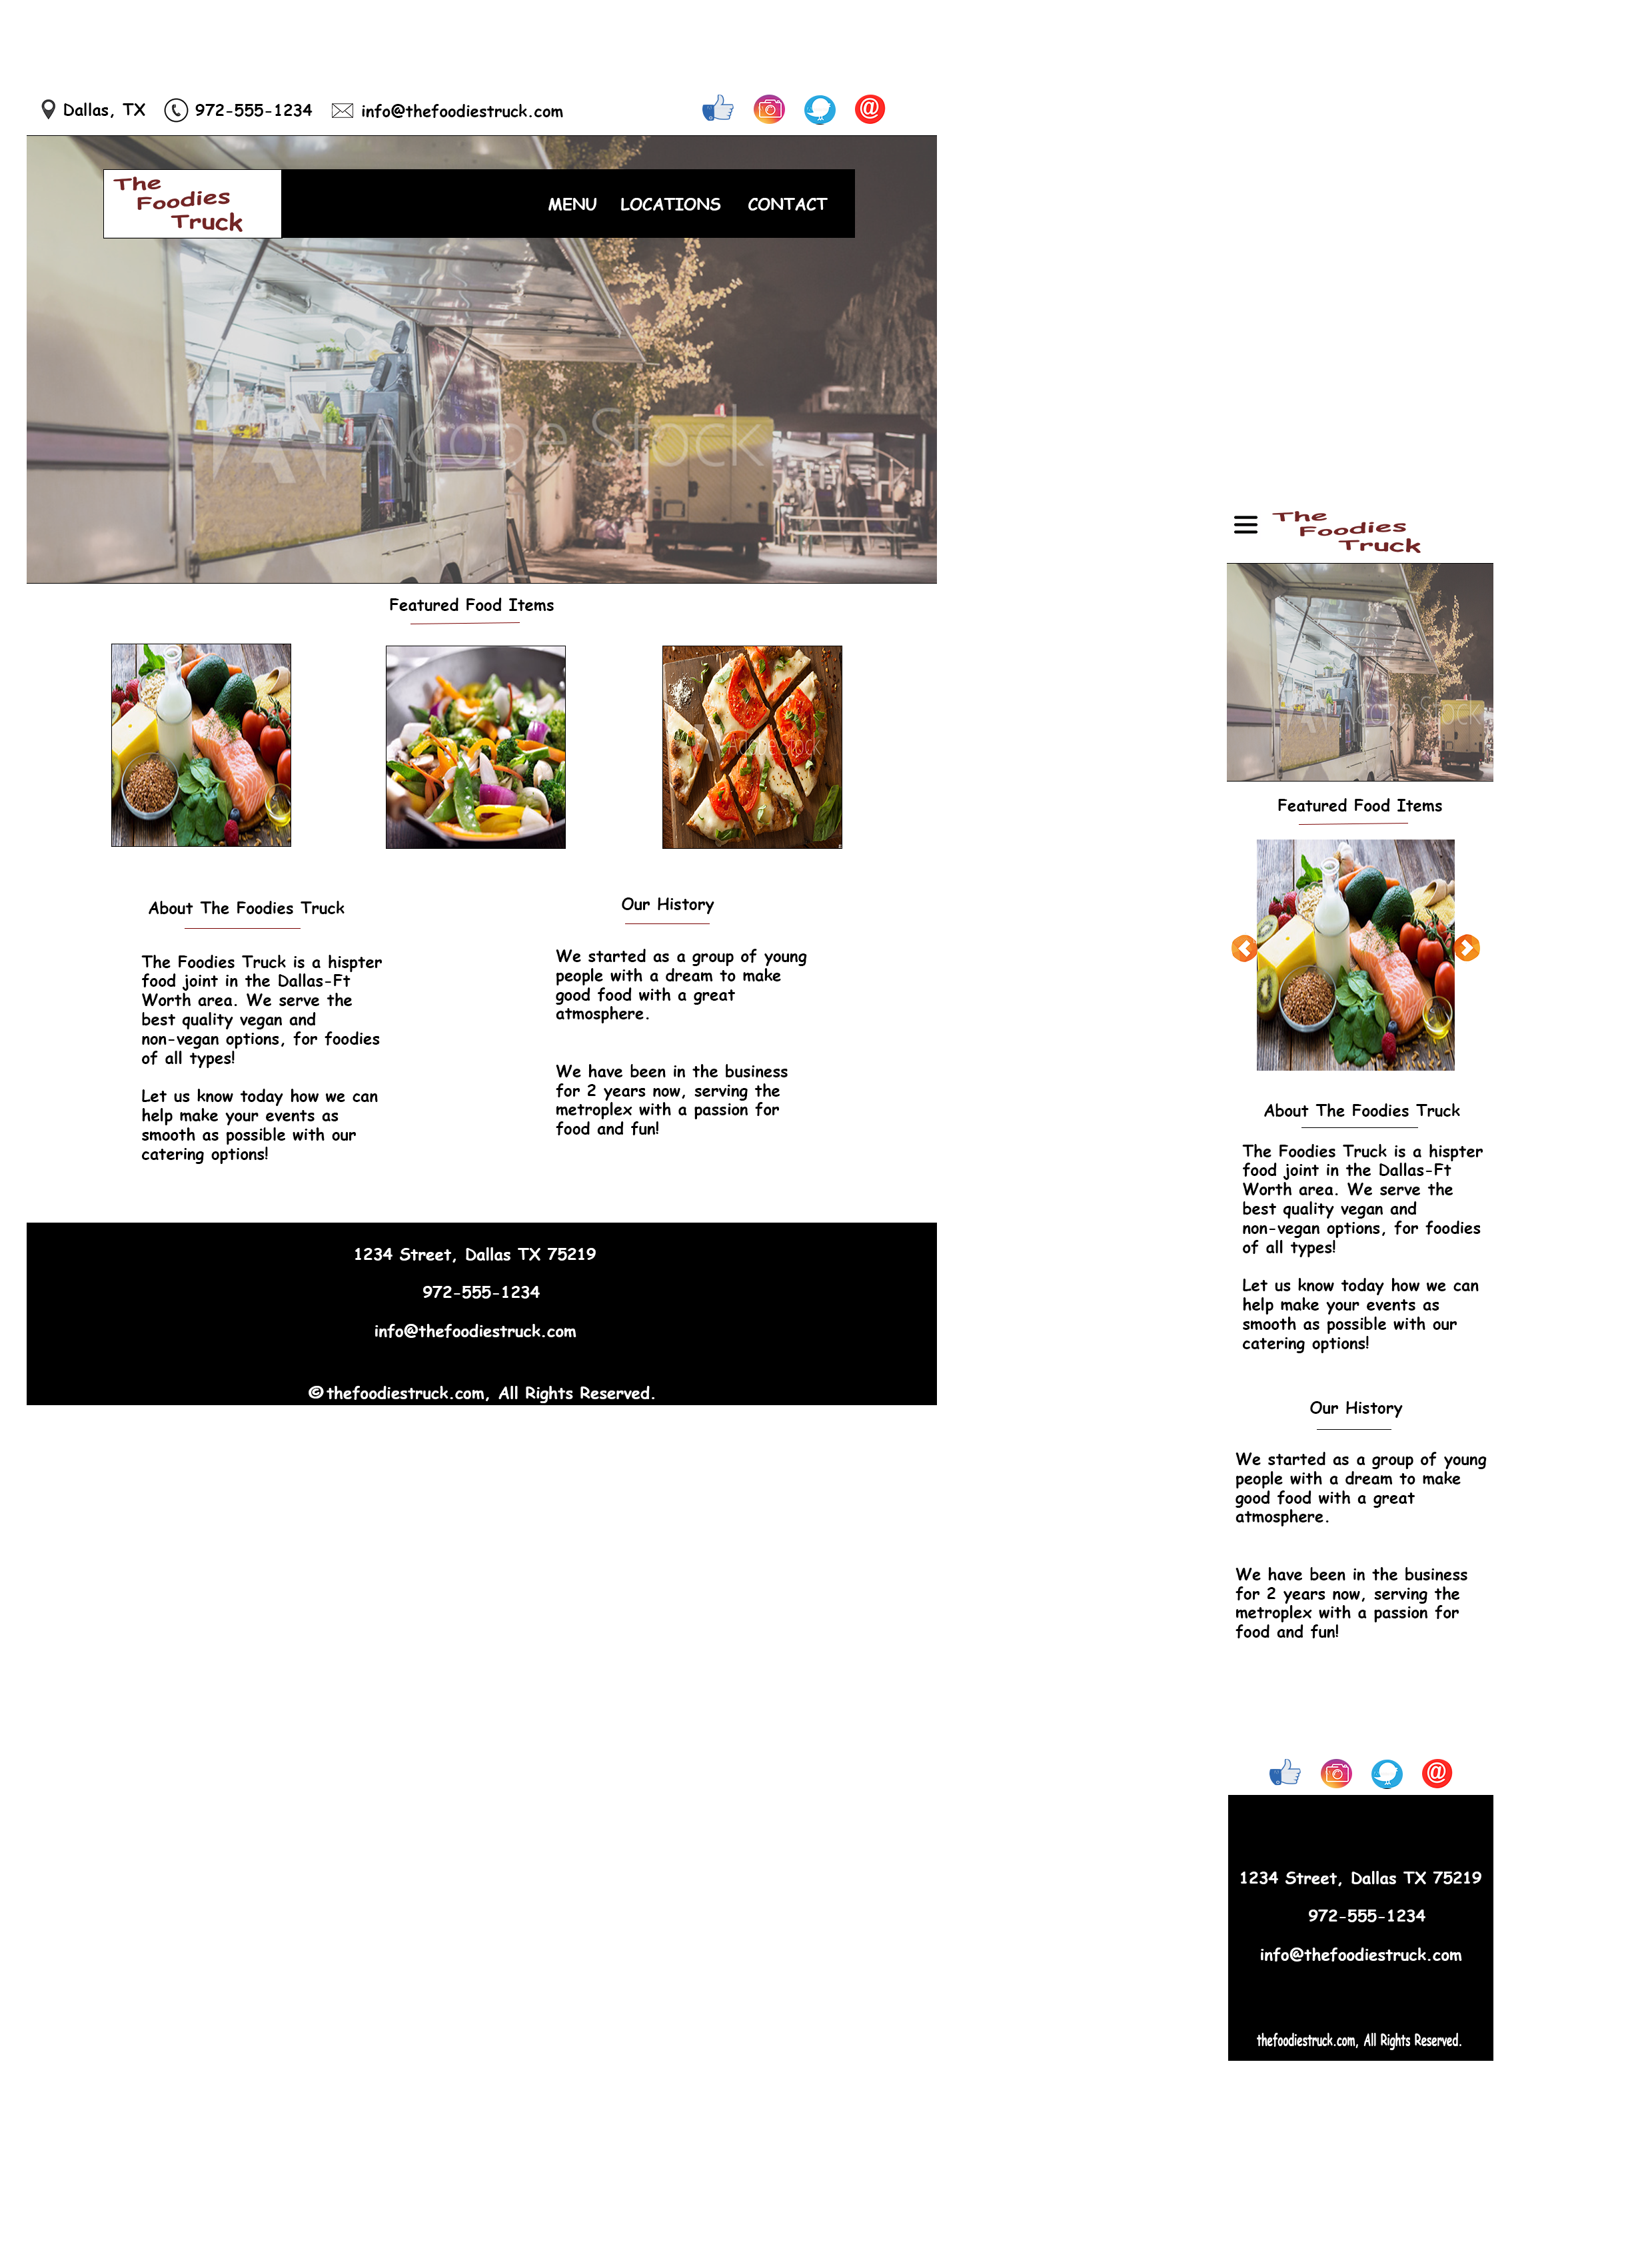 Dallas, TX
972-555-1234
info@thefoodiestruck.com
The
Foodies
Truck
MENU
LOCATIONS
CONTACT
Adobe Stock
Featured Food Items
AdobeStock
About The Foodies Truck
The Foodies Truck is a hispter
food joint in the Dallas-Ft
Worth area. We serve the
best quality vegan and
non-vegan options, for foodies
of all types!
Let us know today how we can
help make your events as
smooth as possible with our
catering options!
Our History
We started as a group of young
people with a dream to make
good food with a great
atmosphere.
We have been in the business
for 2 years now, serving the
metroplex with a passion for
food and fun!
1234 Street, Dallas TX 75219
972-555-1234
info@thefoodiestruck.com
©thefoodiestruck.com, All Rights Reserved.
The
Foodies
Truck
Adobe Stock
Featured Food Items
About The Foodies Truck
The Foodies Truck is a hispter
food joint in the Dallas-Ft
Worth area. We serve the
best quality vegan and
non-vegan options, for foodies
of all types!
Let us know today how we can
help make your events as
smooth as possible with our
catering options!
Our History
We started as a group of young
people with a dream to make
good food with a great
atmosphere.
We have been in the business
for 2 years now, serving the
metroplex with a passion for
food and fun!
1234 Street, Dallas TX 75219
972-555-1234
info@thefoodiestruck.com
thefoodiestruck.com, All Rights Reserved.